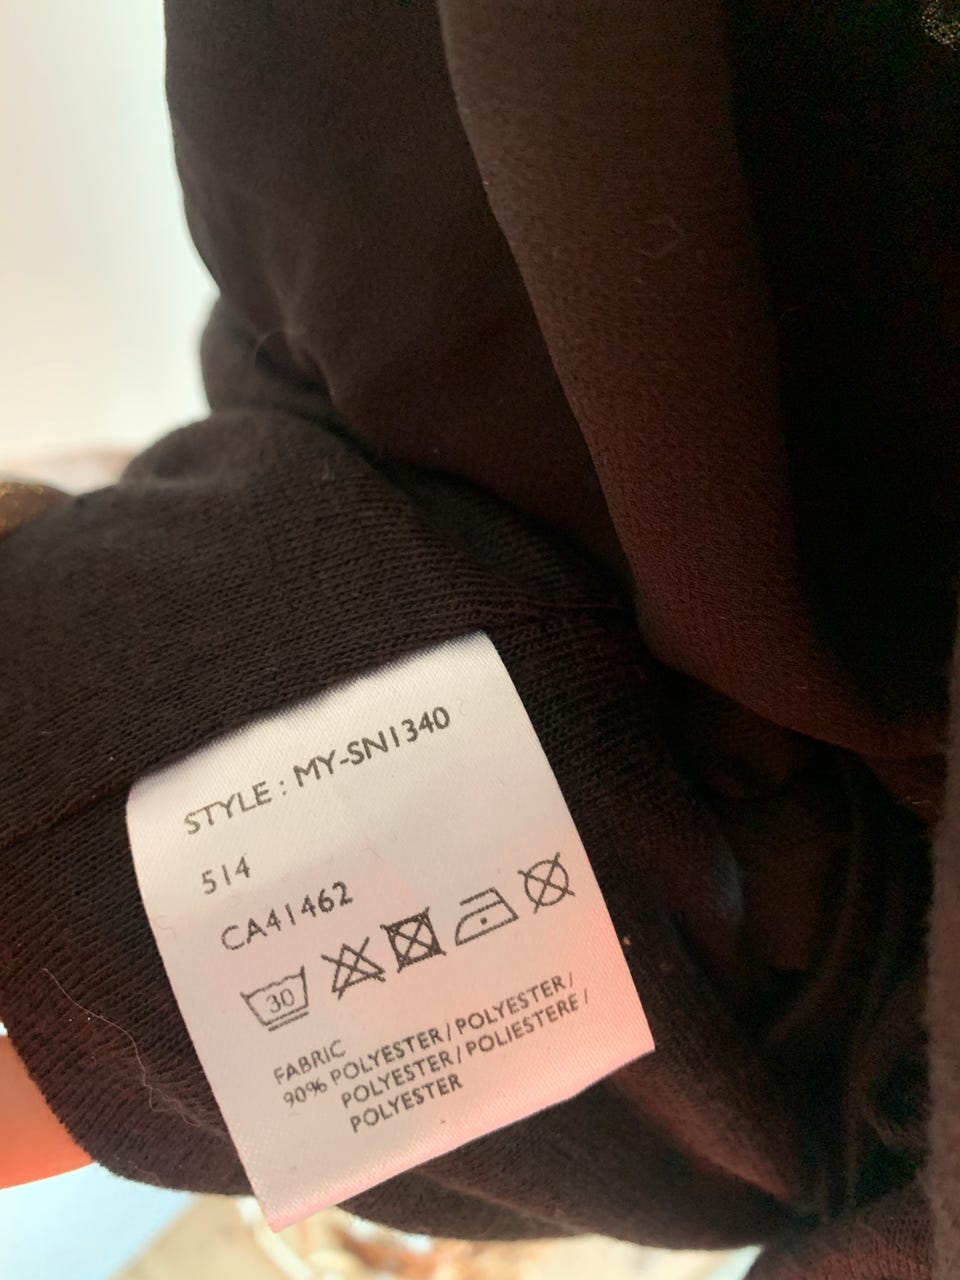 STYLE : MY-SN1340
514
CA41462
30
FABRIC
90% POLYESTER / POLYESTER /
POLYESTER / POLIESTERE /
POLYESTER